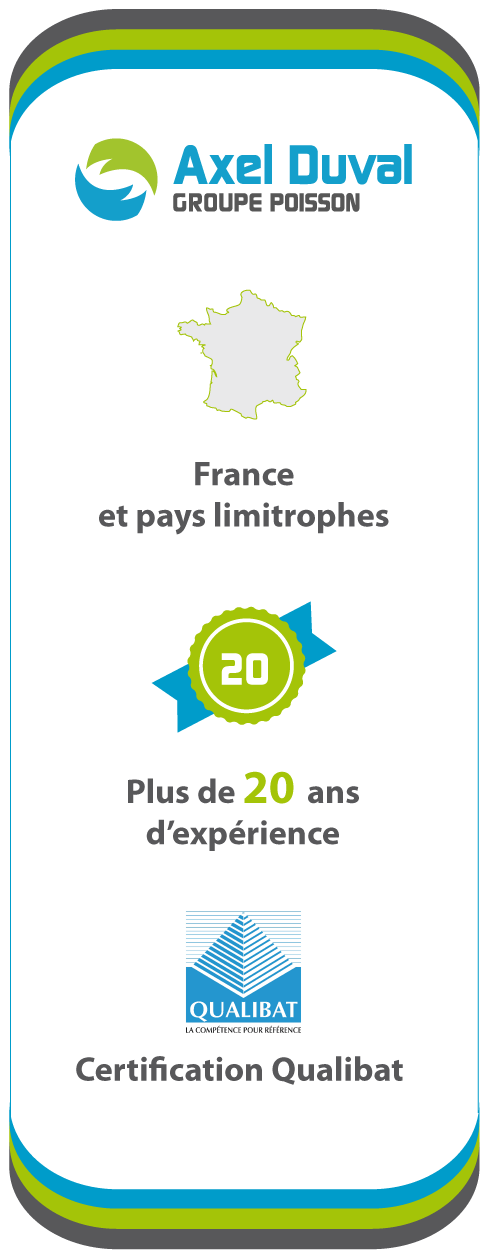 Axel Duval
GROUPE POISSON
France
et pays limitrophes
20
Plus de 20 ans
d’expérience
QUALIBAT
LA COMPÉTENCE POUR RÉFÉRENCE
Certification Qualibat